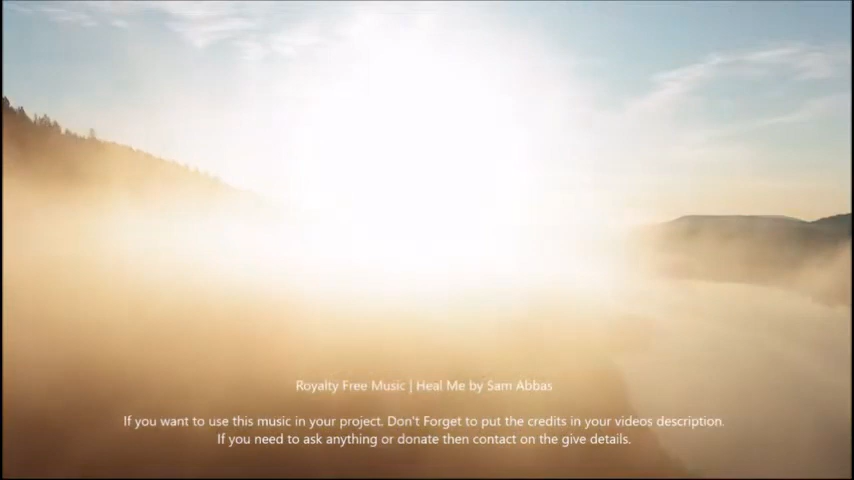 Royalty Free Music | Heal Me by Sam Abbas
If you want to use this music in your project. Don't Forget to put the credits in your videos description.
If you need to ask anything or donate then contact on the give details.